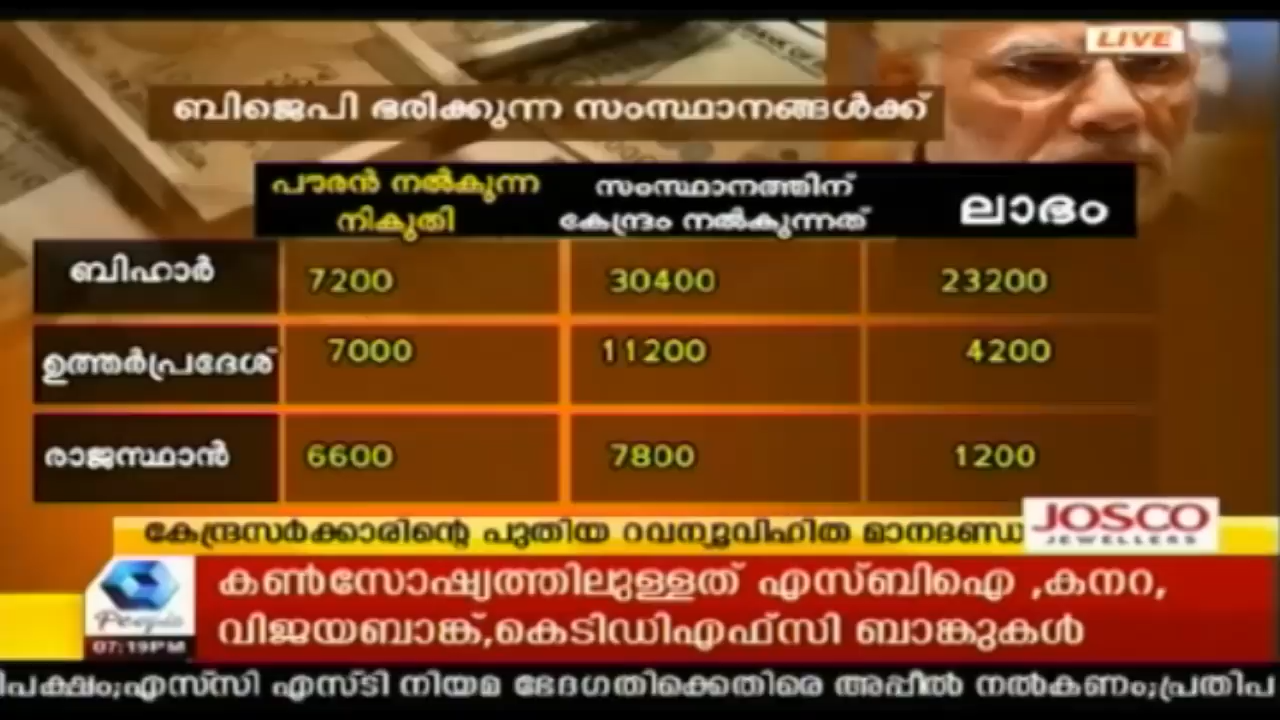 LIVE
ബിജെപി ഭരിക്കുന്ന സംസ്ഥാനങ്ങൾക്ക്
പൗരൻ നൽകുന്ന നികുതി
സംസ്ഥാനത്തിന് കേന്ദ്രം നൽകുന്നത്
ലാഭം
ബിഹാർ 7200 30400 23200
ഉത്തർപ്രദേശ് 7000 11200 4200
രാജസ്ഥാൻ 6600 7800 1200
കേന്ദ്രസർക്കാരിന്റെ പുതിയ റവന്യൂവിഹിത മാനദണ്ഡ
JOSCO
JEWELLERS
കൺസോഷ്യത്തിലുള്ളത് എസ്ബിഐ ,കനറ,
വിജയബാങ്ക്,കെടിഡിഎഫ്സി ബാങ്കുകൾ
People
07:19PM
ിപക്ഷം;എസ്‌സി എസ്ടി നിയമ ഭേദഗതിക്കെതിരെ അപ്പീൽ നൽകണം;പ്രതിപ